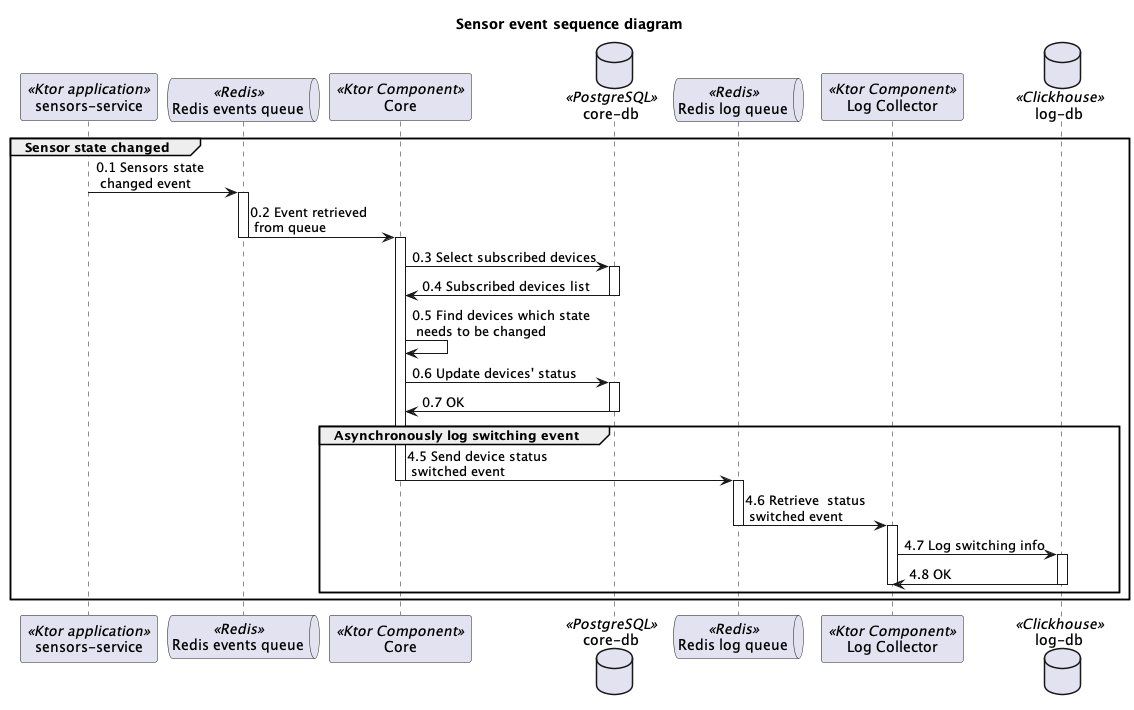 Sensor event sequence diagram
«Ktor application»
sensors-service
«Redis»
Redis events queue
«Ktor Component»
Core
«PostgreSQL»
core-db
«Redis»
Redis log queue
«Ktor Component»
Log Collector
«Clickhouse»
log-db
Sensor state changed
0.1 Sensors state
changed event
0.2 Event retrieved
from queue
0.3 Select subscribed devices
0.4 Subscribed devices list
0.5 Find devices which state
needs to be changed
0.6 Update devices' status
0.7 OK
Asynchronously log switching event
4.5 Send device status
switched event
4.6 Retrieve  status
switched event
4.7 Log switching info
4.8 OK
«Ktor application»
sensors-service
«Redis»
Redis events queue
«Ktor Component»
Core
«PostgreSQL»
core-db
«Redis»
Redis log queue
«Ktor Component»
Log Collector
«Clickhouse»
log-db